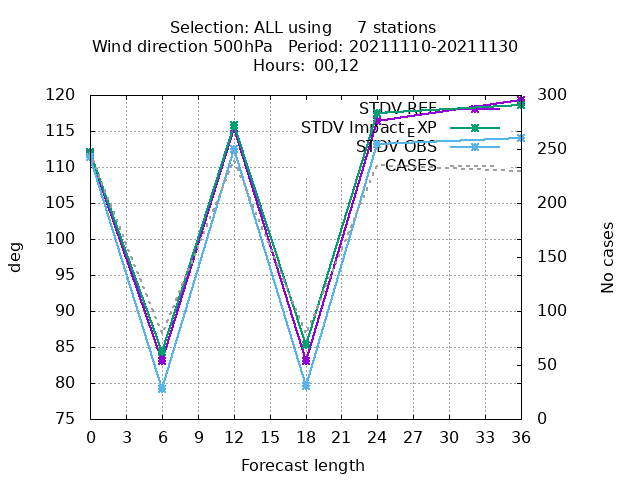 Selection: ALL using     7 stations
Wind direction 500hPa   Period: 20211110-20211130
Hours: 00,12
120 300
STDV REF
STDV Impact_EXP
115
STDV OBS
250
CASES
110
105 200
100
deg
No cases
95 150
90 100
85
80 50
75 0
0 3 6 9 12 15 18 21 24 27 30 33 36
Forecast length